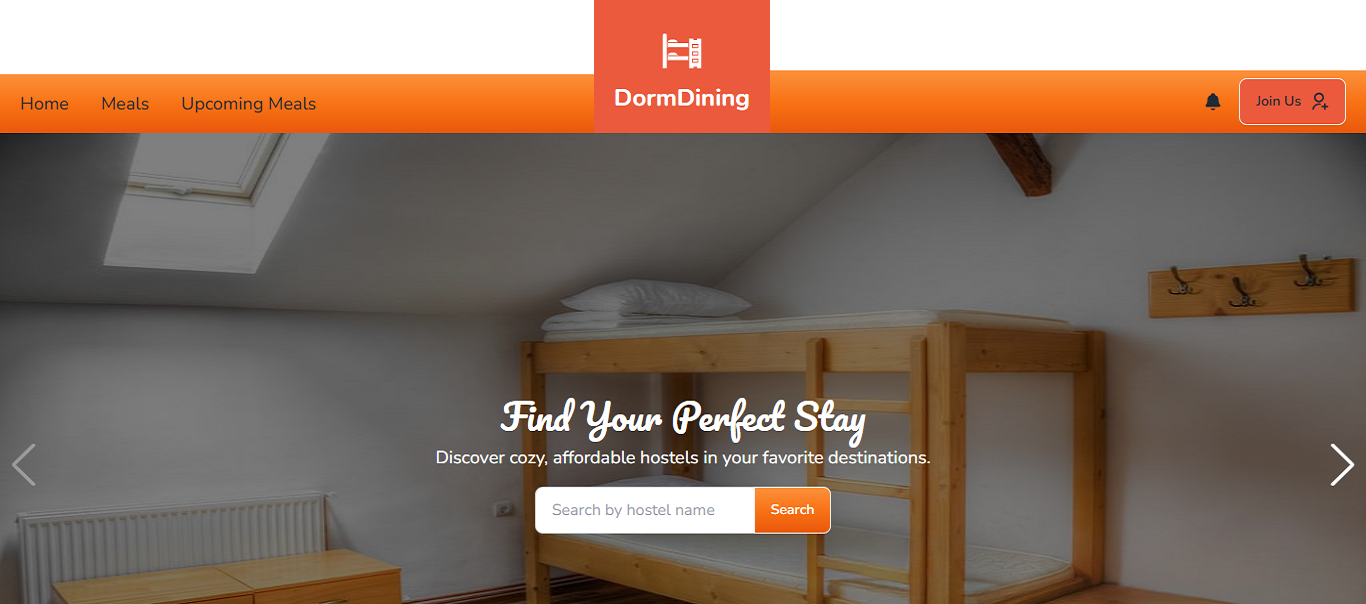 DormDining
Home
Meals
Upcoming Meals
Join Us
Find Your Perfect Stay
Discover cozy, affordable hostels in your favorite destinations.
Search by hostel name
Search